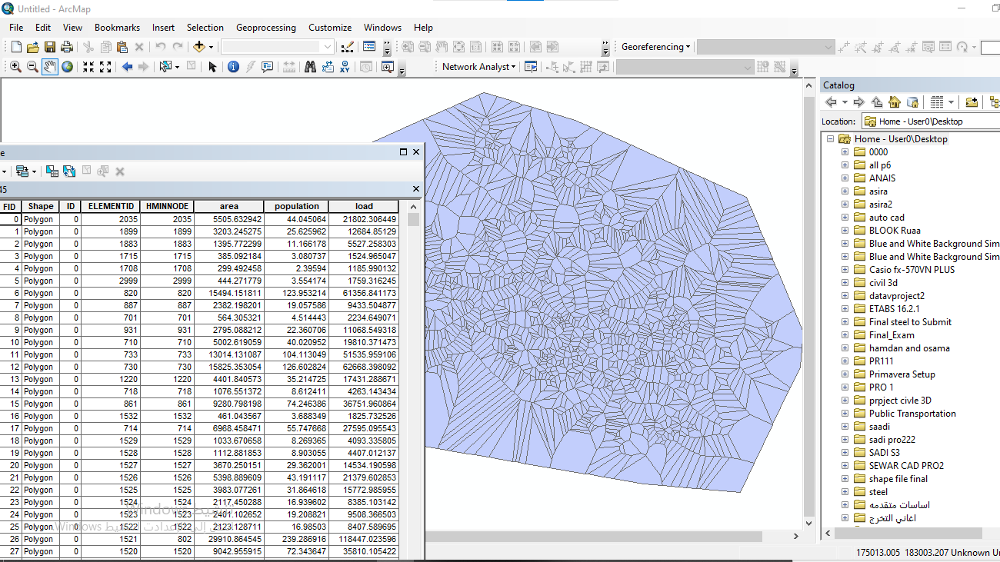 Untitled - ArcMap
File Edit View Bookmarks Insert Selection Geoprocessing Customize Windows Help
Georeferencing
Network Analyst
Catalog
Location: Home - User0\Desktop
Home - User0\Desktop
0000
all p6
ANAIS
asira
asira2
auto cad
BLOOK Ruaa
Blue and White Background Sim
Blue and White Background Sim
Casio fx-570VN PLUS
civil 3d
datavproject2
ETABS 16.2.1
Final steel to Submit
Final_Exam
hamdan and osama
PR111
Primavera Setup
PRO 1
prpject civle 3D
Public Transportation
saadi
sadi pro222
SADI S3
SEWAR CAD PRO2
shape file final
steel
اساسات متقدمه
اغاني التخرج
e
45
FID Shape ID ELEMENTID HMINNODE area population load
0 Polygon 0 2035 2035 5505.632942 44.045064 21802.306449
1 Polygon 0 1899 1899 3203.245275 25.625962 12684.85129
2 Polygon 0 1883 1883 1395.772299 11.166178 5527.258303
3 Polygon 0 1715 1715 385.092184 3.080737 1524.965047
4 Polygon 0 1708 1708 299.492458 2.39594 1185.990132
5 Polygon 0 2999 2999 444.271779 3.554174 1759.316245
6 Polygon 0 820 820 15494.151811 123.953214 61356.841173
7 Polygon 0 887 887 2382.198201 19.057586 9433.504877
8 Polygon 0 701 701 564.305321 4.514443 2234.649071
9 Polygon 0 931 931 2795.088212 22.360706 11068.549318
10 Polygon 0 710 710 5002.619059 40.020952 19810.371473
11 Polygon 0 733 733 13014.131087 104.113049 51535.959106
12 Polygon 0 730 730 15825.353054 126.602824 62668.398092
13 Polygon 0 1220 1220 4401.840573 35.214725 17431.288671
14 Polygon 0 718 718 1076.551372 8.612411 4263.143434
15 Polygon 0 861 861 9280.798198 74.246386 36751.960864
16 Polygon 0 1532 1532 461.043567 3.688349 1825.732526
17 Polygon 0 714 714 6968.458471 55.747668 27595.095543
18 Polygon 0 1529 1529 1033.670658 8.269365 4093.335805
19 Polygon 0 1528 1528 1112.881853 8.903055 4407.012137
20 Polygon 0 1527 1527 3670.250151 29.362001 14534.190598
21 Polygon 0 1526 1526 5398.889609 43.191117 21379.602853
22 Polygon 0 1525 1525 3983.077261 31.864618 15772.985955
23 Polygon 0 1524 1524 2117.450288 16.939602 8385.103142
24 Polygon 0 1523 1523 2401.102652 19.208821 9508.366503
25 Polygon 0 1522 1522 2123.128711 16.98503 8407.589695
26 Polygon 0 1521 802 29910.864545 239.286916 118447.023596
27 Polygon 0 1520 1520 9042.955915 72.343647 35810.105422
تنشيط Windows
175013.005 183003.207 Unknown Un